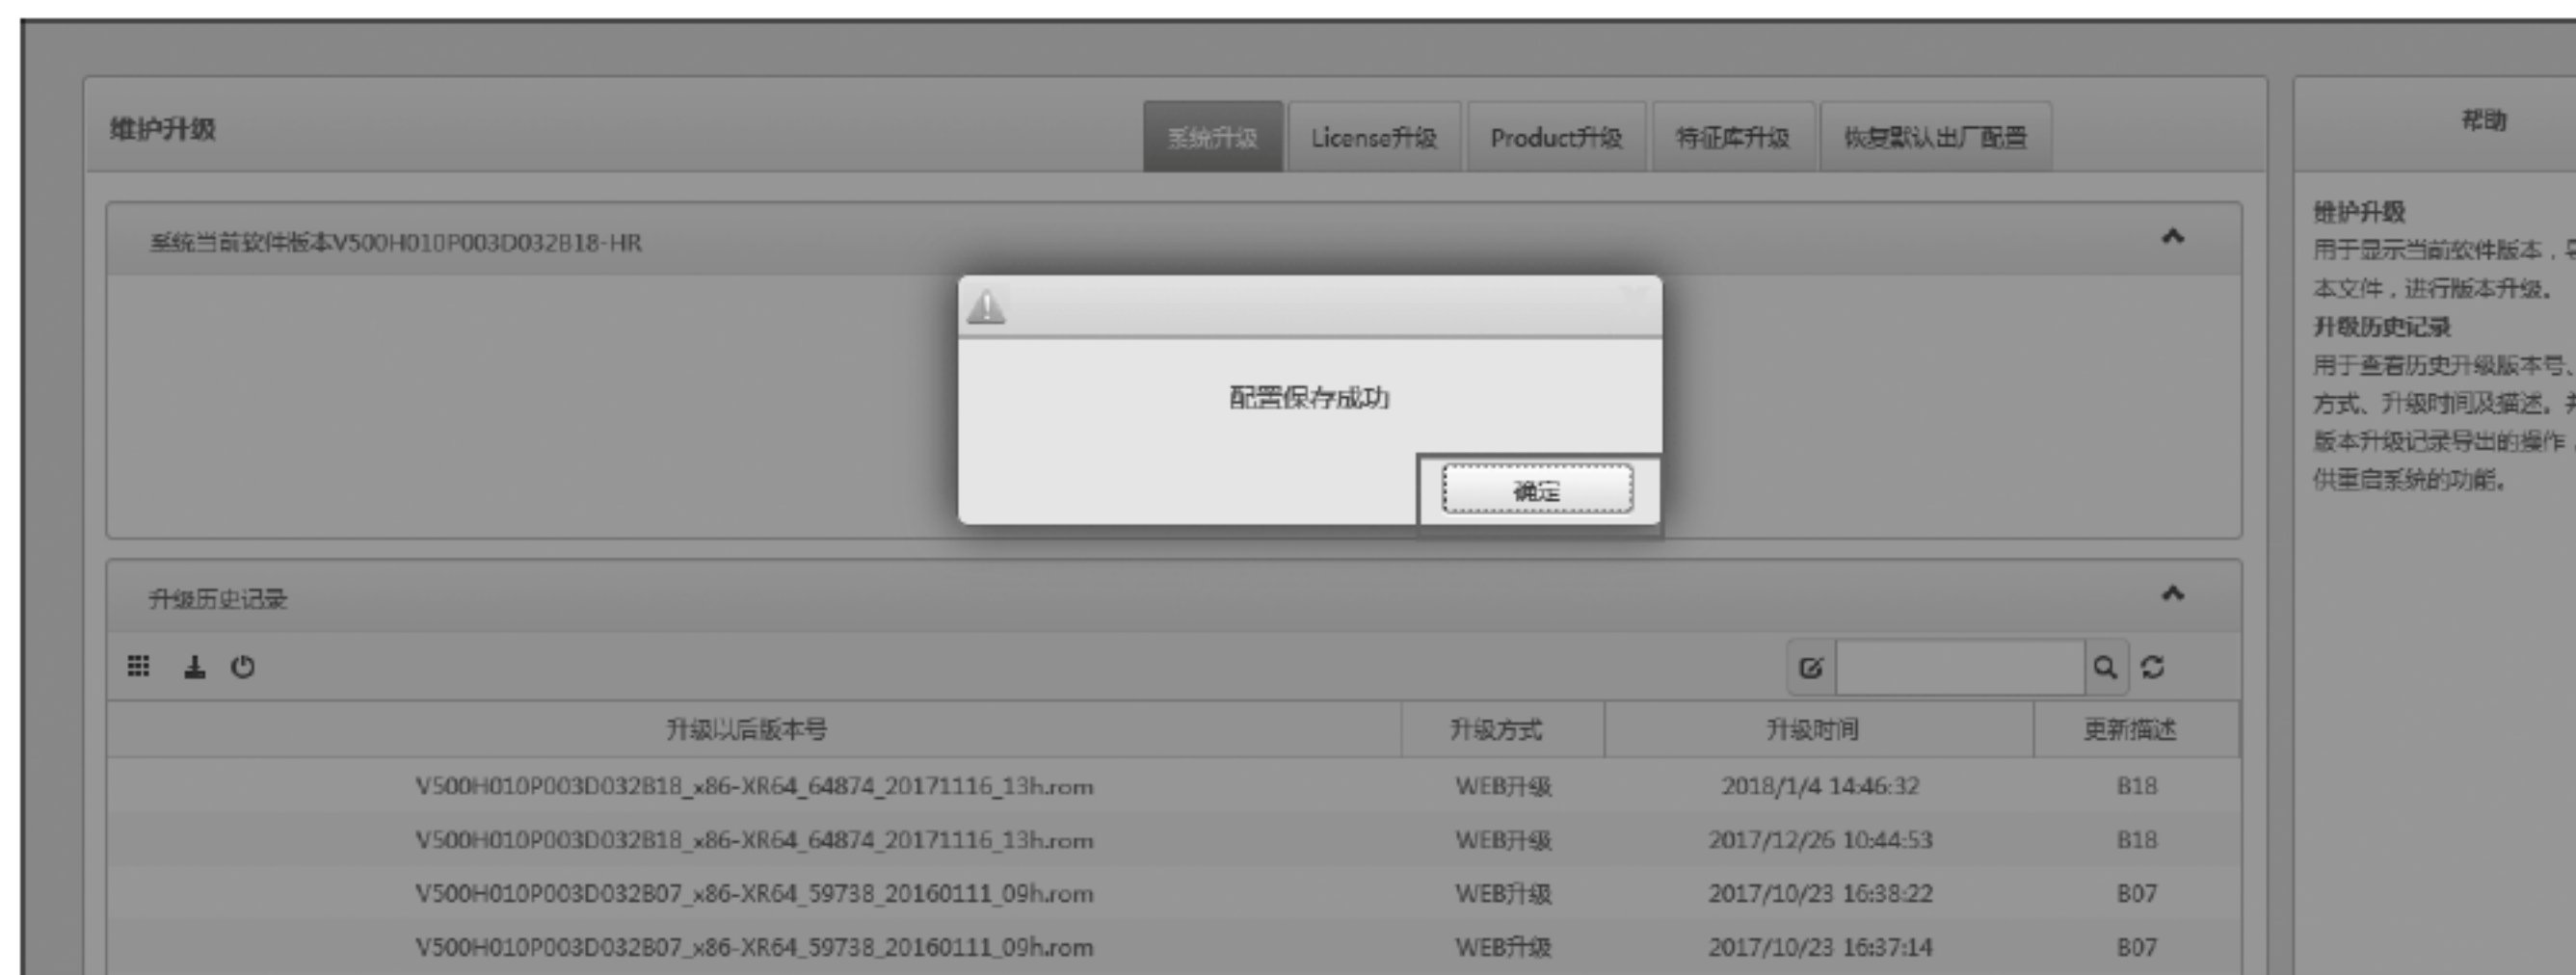 维护升级
系统升级 License升级 Product升级 特征库升级 恢复默认出厂配置
系统当前软件版本V500H010P003D032B18-HR
配置保存成功
确定
升级历史记录
升级以后版本号 升级方式 升级时间 更新描述
V500H010P003D032B18_x86-XR64_64874_20171116_13h.rom WEB升级 2018/1/4 14:46:32 B18
V500H010P003D032B18_x86-XR64_64874_20171116_13h.rom WEB升级 2017/12/26 10:44:53 B18
V500H010P003D032B07_x86-XR64_59738_20160111_09h.rom WEB升级 2017/10/23 16:38:22 B07
V500H010P003D032B07_x86-XR64_59738_20160111_09h.rom WEB升级 2017/10/23 16:37:14 B07
帮助
维护升级
用于显示当前软件版本，
本文件，进行版本升级。
升级历史记录
用于查看历史升级版本号、
方式、升级时间及描述。
版本升级记录导出的操作，
供重启系统的功能。